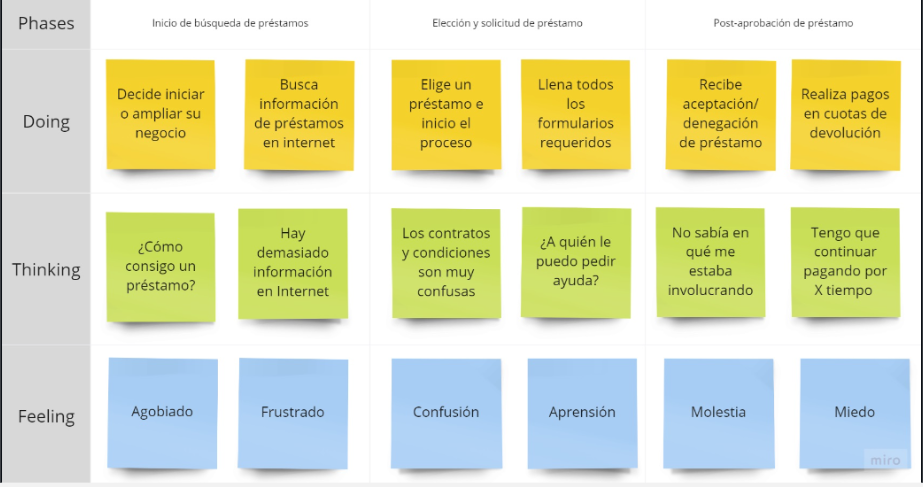 Phases
Inicio de búsqueda de préstamos
Elección y solicitud de préstamo
Post-aprobación de préstamo
Doing
Decide iniciar
o ampliar su
negocio
Busca
información
de préstamos
en internet
Elige un
préstamo e
inicio el
proceso
Llena todos
los
formularios
requeridos
Recibe
aceptación/
denegación
de préstamo
Realiza pagos
en cuotas de
devolución
Thinking
¿Cómo
consigo un
préstamo?
Hay
demasiado
información
en Internet
Los contratos
y condiciones
son muy
confusas
¿A quién le
puedo pedir
ayuda?
No sabía en
qué me
estaba
involucrando
Tengo que
continuar
pagando por
X tiempo
Feeling
Agobiado
Frustrado
Confusión
Aprensión
Molestia
Miedo
miro